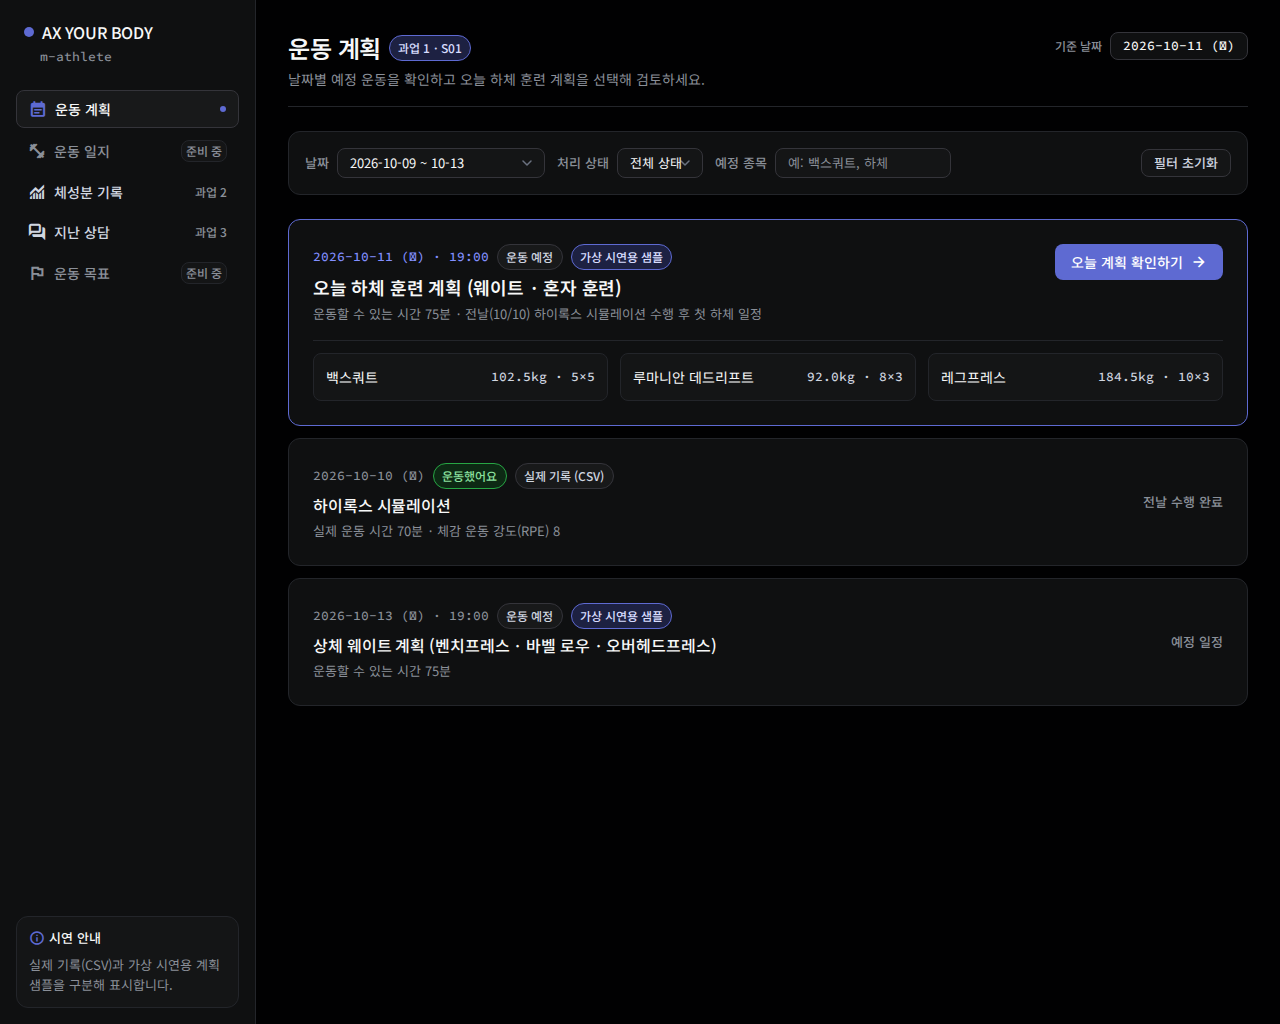 AX YOUR BODY
m-athlete
운동 계획
운동 일지 준비 중
체성분 기록 과업 2
지난 상담 과업 3
운동 목표 준비 중
시연 안내
실제 기록(CSV)과 가상 시연용 계획
샘플을 구분해 표시합니다.
운동 계획 과업 1 · S01
기준 날짜 2026-10-11 ( )
날짜별 예정 운동을 확인하고 오늘 하체 훈련 계획을 선택해 검토하세요.
날짜 2026-10-09 ~ 10-13 처리 상태 전체 상태 예정 종목 예: 백스쿼트, 하체 필터 초기화
2026-10-11 ( ) · 19:00 운동 예정 가상 시연용 샘플
오늘 계획 확인하기 →
오늘 하체 훈련 계획 (웨이트 · 혼자 훈련)
운동할 수 있는 시간 75분 · 전날(10/10) 하이록스 시뮬레이션 수행 후 첫 하체 일정
백스쿼트 102.5kg · 5×5
루마니안 데드리프트 92.0kg · 8×3
레그프레스 184.5kg · 10×3
2026-10-10 ( ) 운동했어요 실제 기록 (CSV)
하이록스 시뮬레이션
실제 운동 시간 70분 · 체감 운동 강도(RPE) 8
전날 수행 완료
2026-10-13 ( ) · 19:00 운동 예정 가상 시연용 샘플
상체 웨이트 계획 (벤치프레스 · 바벨 로우 · 오버헤드프레스)
운동할 수 있는 시간 75분
예정 일정